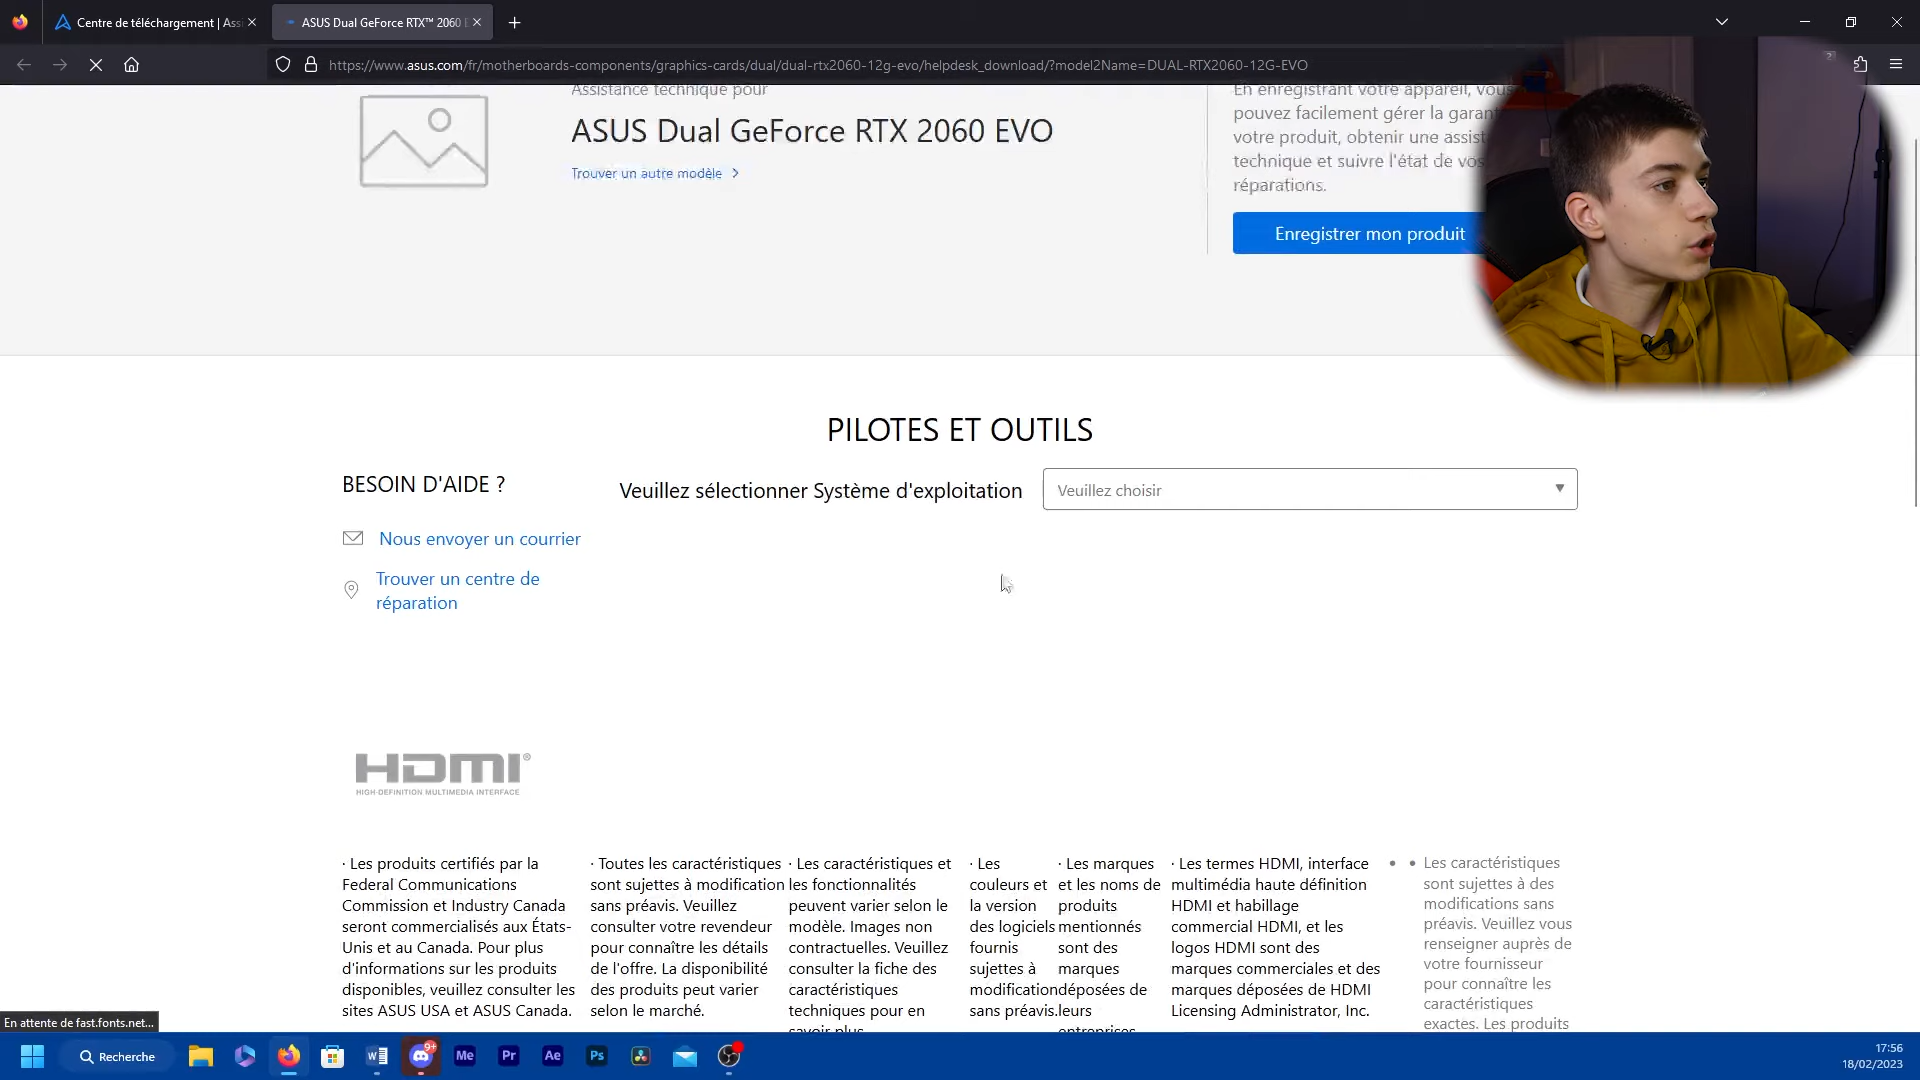 Centre de téléchargement | Ass
ASUS Dual GeForce RTX™ 2060 E
https://www.asus.com/fr/motherboards-components/graphics-cards/dual/dual-rtx2060-12g-evo/helpdesk_download/?model2Name=DUAL-RTX2060-12G-EVO
Assistance technique pour
ASUS Dual GeForce RTX 2060 EVO
Trouver un autre modèle
En enregistrant votre appareil, vous
pouvez facilement gérer la garant
votre produit, obtenir une assist
technique et suivre l'état de vos
réparations.
Enregistrer mon produit
PILOTES ET OUTILS
BESOIN D'AIDE ?
Veuillez sélectionner Système d'exploitation
Veuillez choisir
Nous envoyer un courrier
Trouver un centre de
réparation
HDMI®
HIGH-DEFINITION MULTIMEDIA INTERFACE
· Les produits certifiés par la
Federal Communications
Commission et Industry Canada
seront commercialisés aux États-
Unis et au Canada. Pour plus
d'informations sur les produits
disponibles, veuillez consulter les
sites ASUS USA et ASUS Canada.
· Toutes les caractéristiques
sont sujettes à modification
sans préavis. Veuillez
consulter votre revendeur
pour connaître les détails
de l'offre. La disponibilité
des produits peut varier
selon le marché.
· Les caractéristiques et
les fonctionnalités
peuvent varier selon le
modèle. Images non
contractuelles. Veuillez
consulter la fiche des
caractéristiques
techniques pour en
savoir plus
· Les
couleurs et
la version
des logiciels
fournis
sujettes à
modification
sans préavis.
· Les marques
et les noms de
produits
mentionnés
sont des
marques
déposées de
leurs
entreprises
· Les termes HDMI, interface
multimédia haute définition
HDMI et habillage
commercial HDMI, et les
logos HDMI sont des
marques commerciales et des
marques déposées de HDMI
Licensing Administrator, Inc.
• • Les caractéristiques
sont sujettes à des
modifications sans
préavis. Veuillez vous
renseigner auprès de
votre fournisseur
pour connaître les
caractéristiques
exactes. Les produits
En attente de fast.fonts.net...
Recherche
9+
Me
Pr
Ae
Ps
17:56
18/02/2023